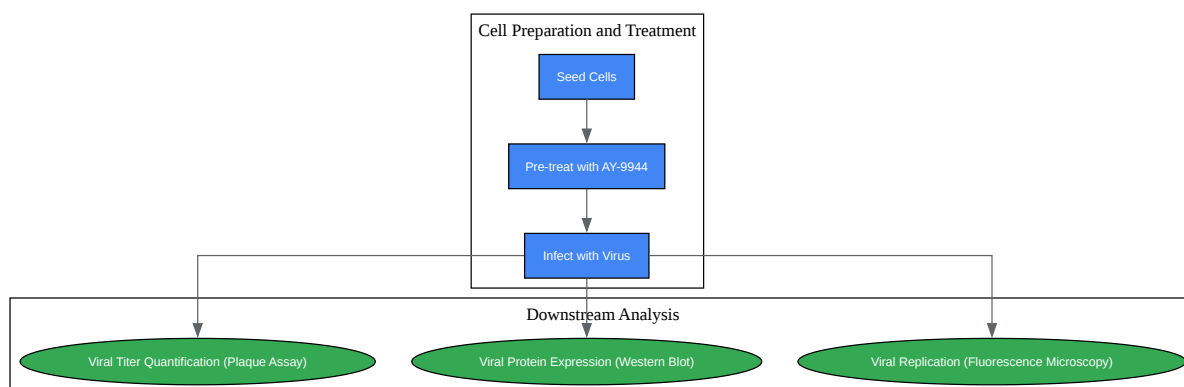 Cell Preparation and Treatment
Seed Cells
Pre-treat with AY-9944
Infect with Virus
Downstream Analysis
Viral Titer Quantification (Plaque Assay)
Viral Protein Expression (Western Blot)
Viral Replication (Fluorescence Microscopy)